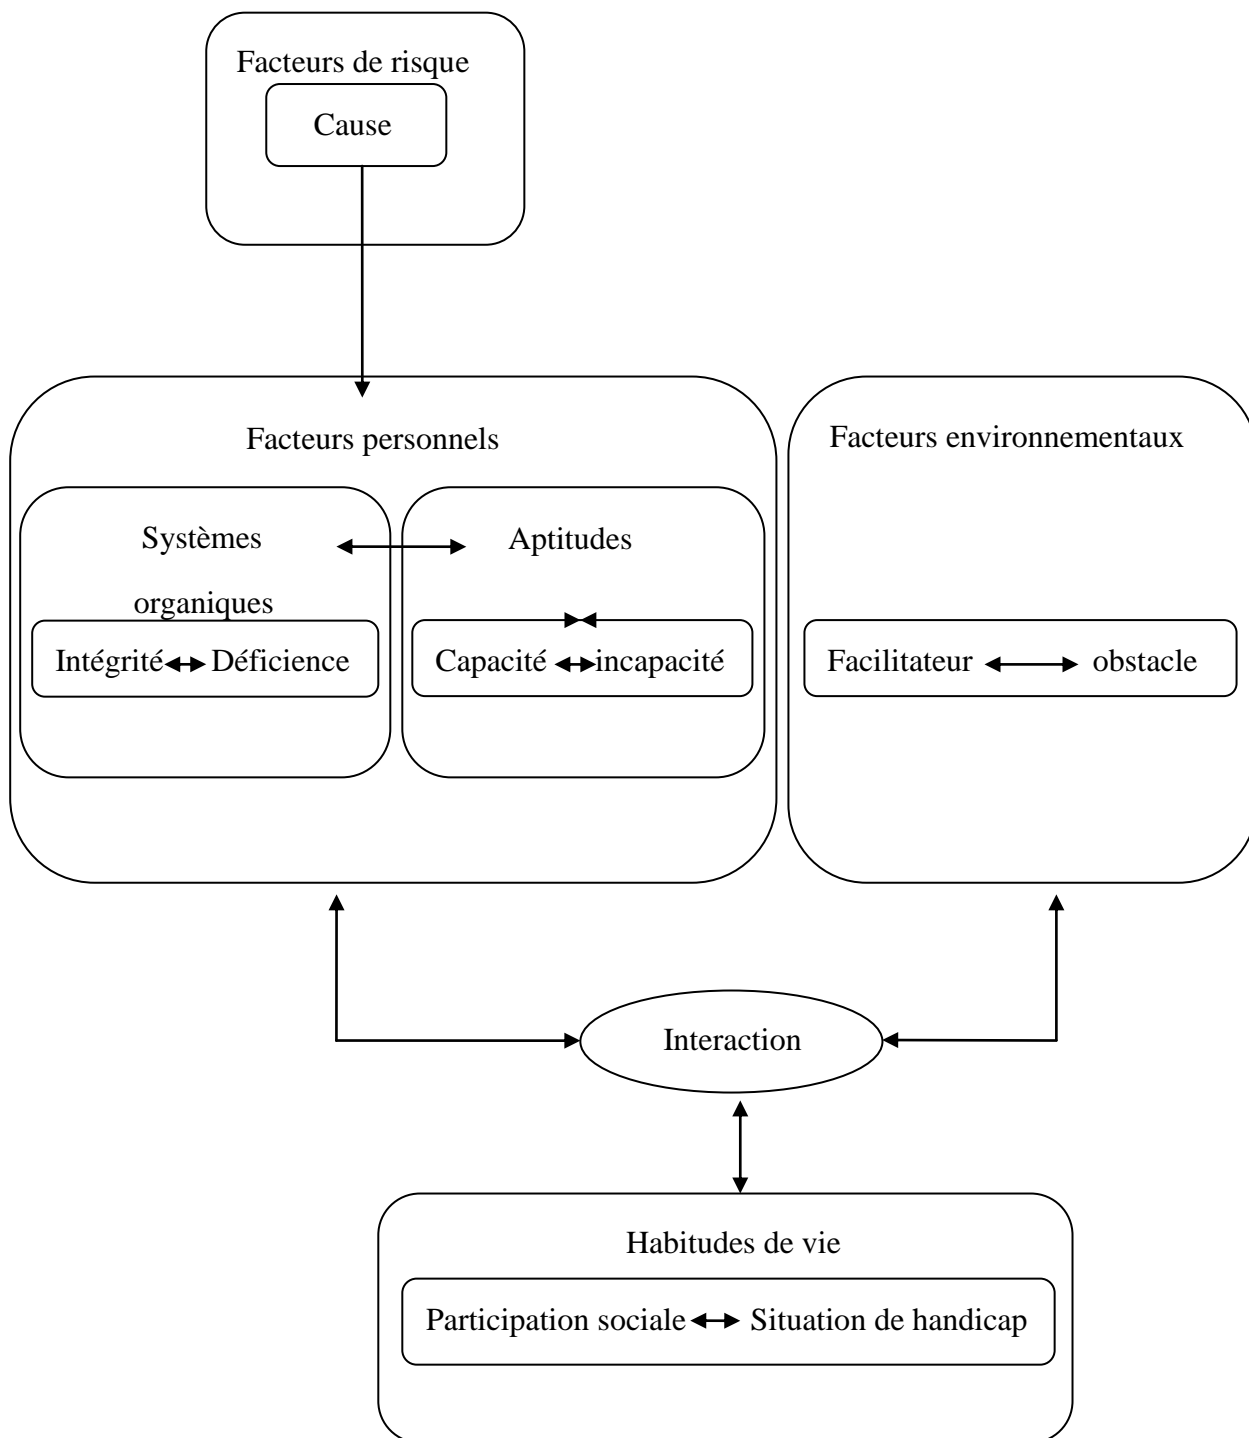 Facteurs de risque
Cause
Facteurs personnels
Facteurs environnementaux
Systèmes
organiques
Aptitudes
Intégrité Déficience
Capacité incapacité
Facilitateur obstacle
Interaction
Habitudes de vie
Participation sociale Situation de handicap